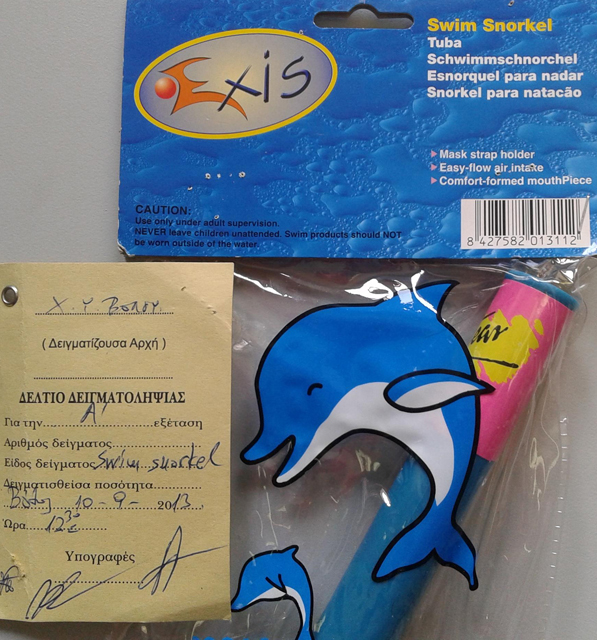 Exis
Swim Snorkel
Tuba
Schwimmschnorchel
Esnorquel para nadar
Snorkel para natacão
Mask strap holder
Easy-flow air intake
Comfort-formed mouthPiece
CAUTION:
Use only under adult supervision.
NEVER leave children unattended. Swim products should NOT
be worn outside of the water.
8 427582 013112
Χ.Υ Βόλου
( Δειγματίζουσα Αρχή )
ΔΕΛΤΙΟ ΔΕΙΓΜΑΤΟΛΗΨΙΑΣ
Για την Α' εξέταση
Αριθμός δείγματος
Είδος δείγματος Swim snorkel
Δειγματισθείσα ποσότητα
10-9-2013
Ώρα 12 30
Υπογραφές